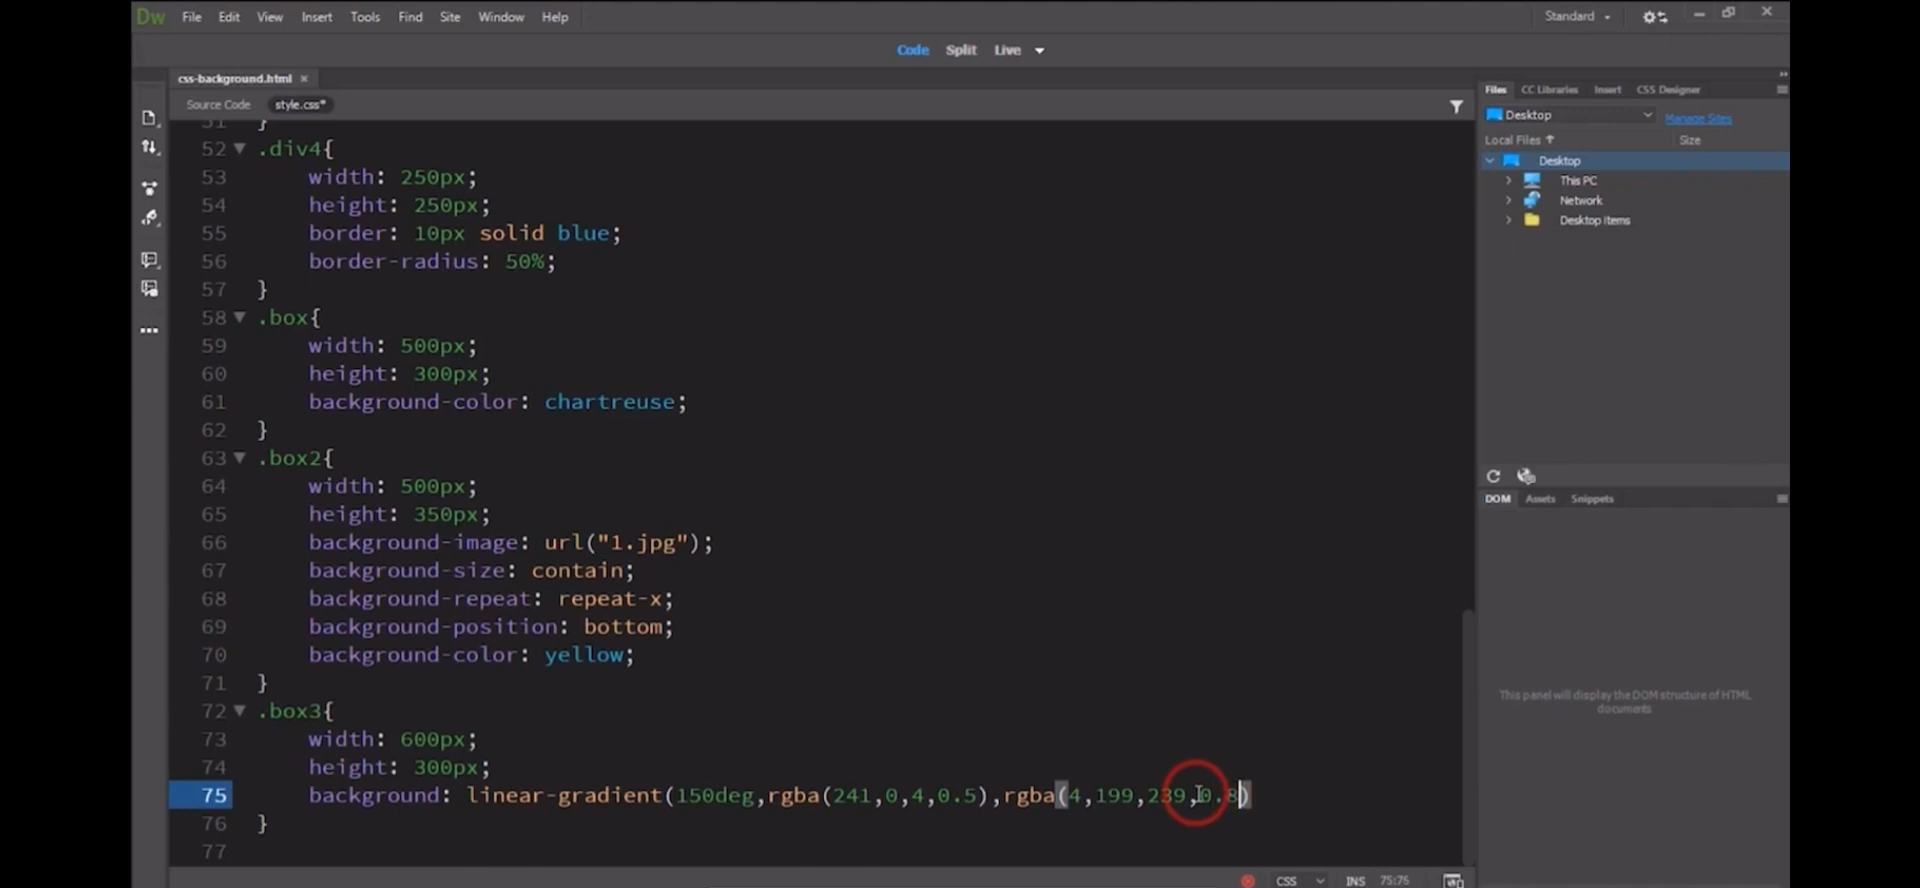 Dw File Edit View Insert Tools Find Site Window Help Standard
Code Split Live
css-background.html
Source Code style.css*
Files CC Libraries Insert CSS Designer
Desktop Manage Sites
Local Files Size
Desktop
This PC
Network
Desktop items
51 }
52 .div4{
53 width: 250px;
54 height: 250px;
55 border: 10px solid blue;
56 border-radius: 50%;
57 }
58 .box{
59 width: 500px;
60 height: 300px;
61 background-color: chartreuse;
62 }
63 .box2{
64 width: 500px;
65 height: 350px;
66 background-image: url("1.jpg");
67 background-size: contain;
68 background-repeat: repeat-x;
69 background-position: bottom;
70 background-color: yellow;
71 }
72 .box3{
73 width: 600px;
74 height: 300px;
75 background: linear-gradient(150deg,rgba(241,0,4,0.5),rgba(4,199,239,0.8)
76 }
77
DOM Assets Snippets
This panel will display the DOM structure of HTML
documents
CSS INS 75:76